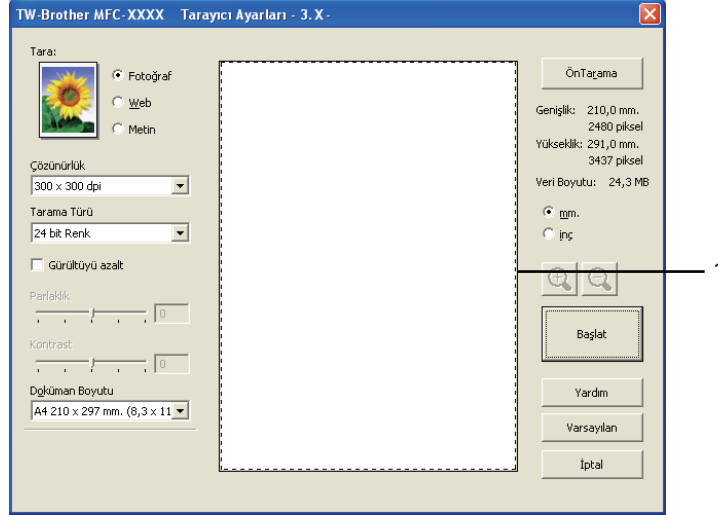 TW-Brother MFC-XXXX Tarayıcı Ayarları - 3. X -
Tara:
Fotoğraf
Web
Metin
Çözünürlük
300 x 300 dpi
Tarama Türü
24 bit Renk
Gürültüyü azalt
Parlaklık
0
Kontrast
0
Doküman Boyutu
A4 210 x 297 mm. (8,3 x 11
ÖnTarama
Genişlik: 210,0 mm.
2480 piksel
Yükseklik: 291,0 mm.
3437 piksel
Veri Boyutu: 24,3 MB
mm.
inç
1
Başlat
Yardım
Varsayılan
İptal